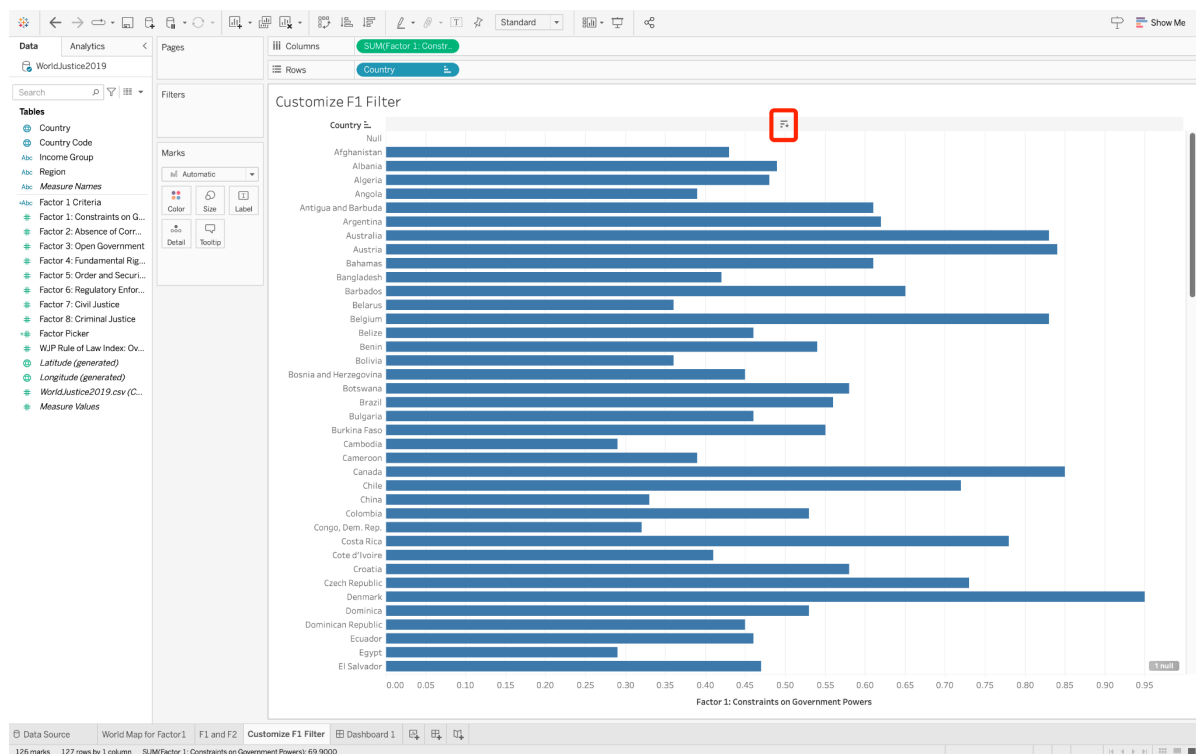 Standard
Show Me
Data
Analytics
Pages
Columns
SUM(Factor 1: Constr..
WorldJustice2019
Rows
Country
Search
Filters
Tables
Country
Country Code
Abc Income Group
Abc Region
Abc Measure Names
Abc Factor 1 Criteria
# Factor 1: Constraints on G...
# Factor 2: Absence of Corr...
# Factor 3: Open Government
# Factor 4: Fundamental Rig...
# Factor 5: Order and Securi...
# Factor 6: Regulatory Enfor...
# Factor 7: Civil Justice
# Factor 8: Criminal Justice
# Factor Picker
# WJP Rule of Law Index: Ov...
Latitude (generated)
Longitude (generated)
# WorldJustice2019.csv (C...
# Measure Values
Marks
Automatic
Color
Size
Label
Detail
Tooltip
Customize F1 Filter
Country
Null
Afghanistan
Albania
Algeria
Angola
Antigua and Barbuda
Argentina
Australia
Austria
Bahamas
Bangladesh
Barbados
Belarus
Belgium
Belize
Benin
Bolivia
Bosnia and Herzegovina
Botswana
Brazil
Bulgaria
Burkina Faso
Cambodia
Cameroon
Canada
Chile
China
Colombia
Congo, Dem. Rep.
Costa Rica
Cote d'Ivoire
Croatia
Czech Republic
Denmark
Dominica
Dominican Republic
Ecuador
Egypt
El Salvador
1 null
0.00 0.05 0.10 0.15 0.20 0.25 0.30 0.35 0.40 0.45 0.50 0.55 0.60 0.65 0.70 0.75 0.80 0.85 0.90 0.95
Factor 1: Constraints on Government Powers
Data Source
World Map for Factor1
F1 and F2
Customize F1 Filter
Dashboard 1
126 marks 127 rows by 1 column SUM(Factor 1: Constraints on Government Powers): 69.9000